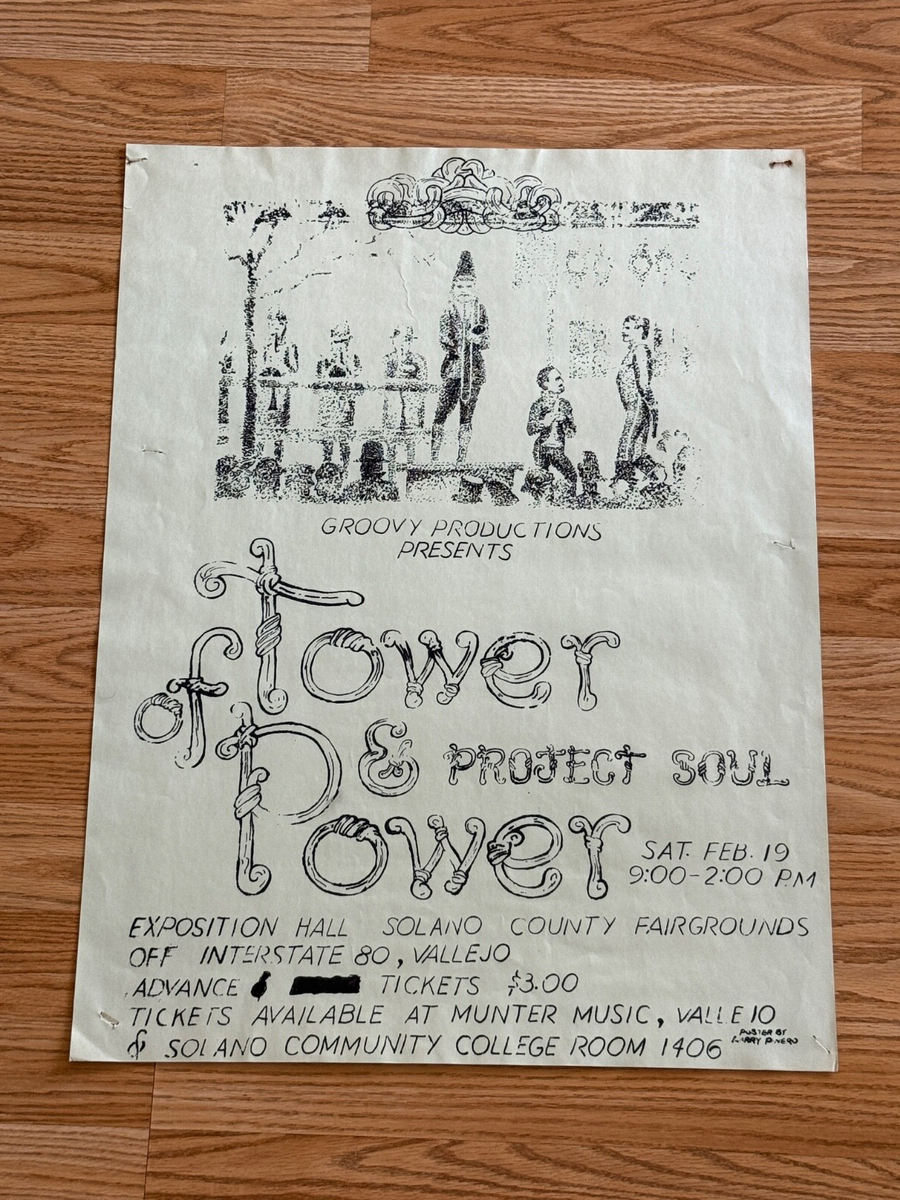 GROOVY PRODUCTIONS
PRESENTS
Tower
of
Power
& PROJECT SOUL
SAT. FEB. 19
9:00-2:00 P.M
EXPOSITION HALL SOLANO COUNTY FAIRGROUNDS
OFF INTERSTATE 80, VALLEJO
ADVANCE TICKETS $3.00
TICKETS AVAILABLE AT MUNTER MUSIC, VALLEJO
& SOLANO COMMUNITY COLLEGE ROOM 1406
POSTER BY
LARRY PINERO